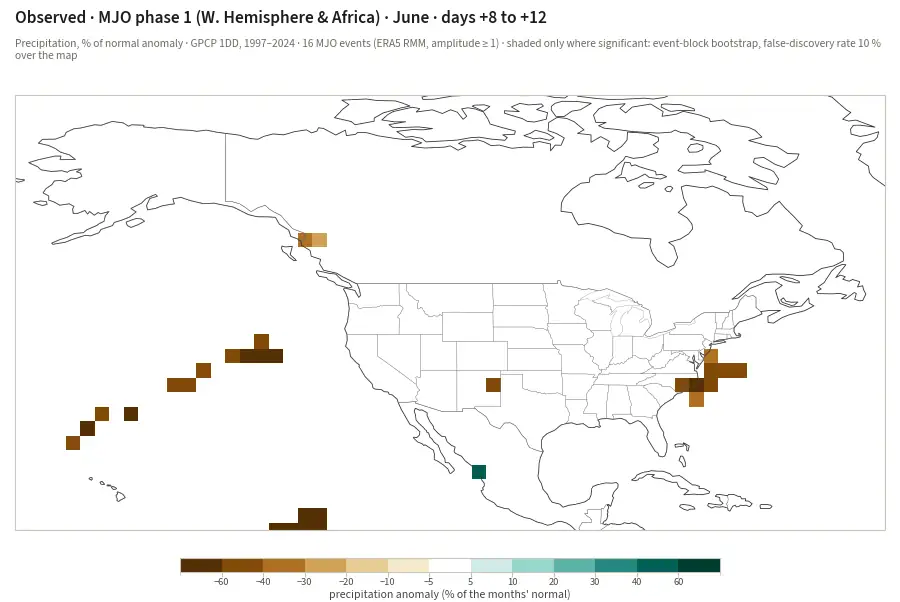 Observed · MJO phase 1 (W. Hemisphere & Africa) · June · days +8 to +12
Precipitation, % of normal anomaly · GPCP 1DD, 1997–2024 · 16 MJO events (ERA5 RMM, amplitude ≥ 1) · shaded only where significant: event-block bootstrap, false-discovery rate 10 %
over the map
−60 −40 −30 −20 −10 −5 5 10 20 30 40 60
precipitation anomaly (% of the months' normal)